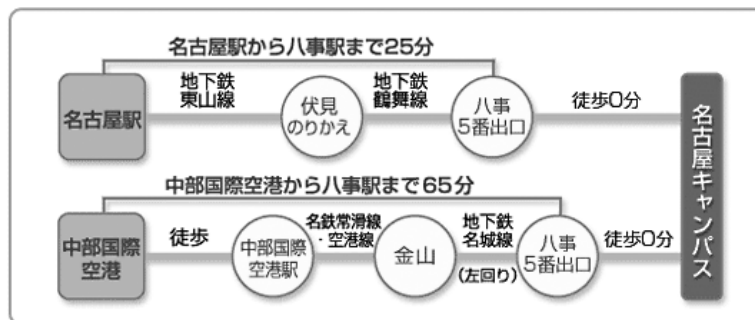 名古屋駅から八事駅まで25分
名古屋駅
地下鉄
東山線
伏見
のりかえ
地下鉄
鶴舞線
八事
5番出口
徒歩0分
中部国際空港から八事駅まで65分
中部国際
空港
徒歩
中部国際
空港駅
名鉄常滑線
・空港線
金山
地下鉄
名城線
(左回り)
八事
5番出口
徒歩0分
名古屋キャンパス